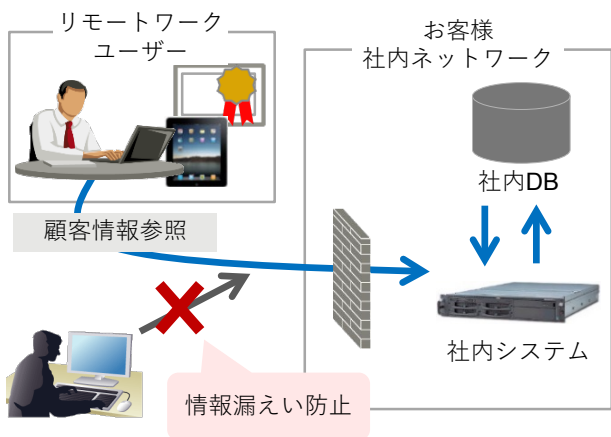 リモートワーク
ユーザー
お客様
社内ネットワーク
社内DB
顧客情報参照
社内システム
情報漏えい防止